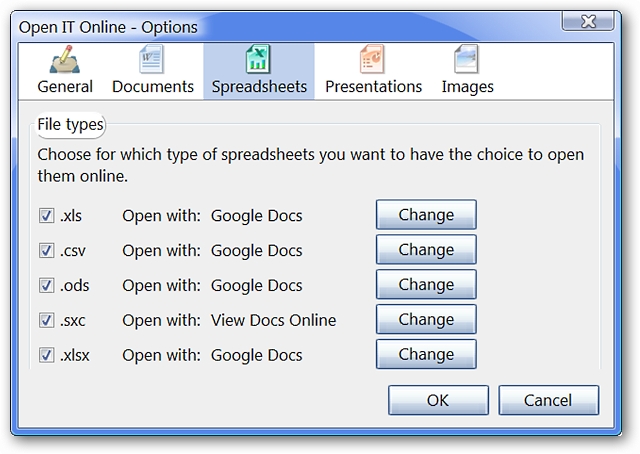 Open IT Online - Options
General Documents Spreadsheets Presentations Images
File types
Choose for which type of spreadsheets you want to have the choice to open
them online.
.xls Open with: Google Docs Change
.csv Open with: Google Docs Change
.ods Open with: Google Docs Change
.sxc Open with: View Docs Online Change
.xlsx Open with: Google Docs Change
OK Cancel